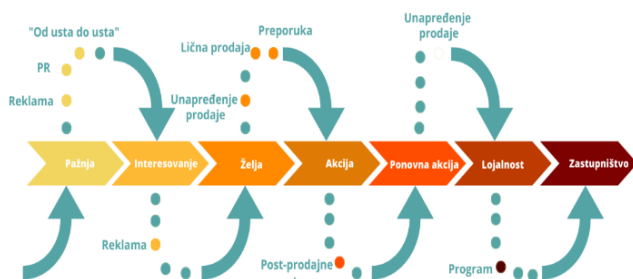 "Od usta do usta"
PR
Reklama
Lična prodaja
Preporuka
Unapređenje
prodaje
Unapređenje
prodaje
Pažnja
Interesovanje
Želja
Akcija
Ponovna akcija
Lojalnost
Zastupništvo
Reklama
Post-prodajne
Program